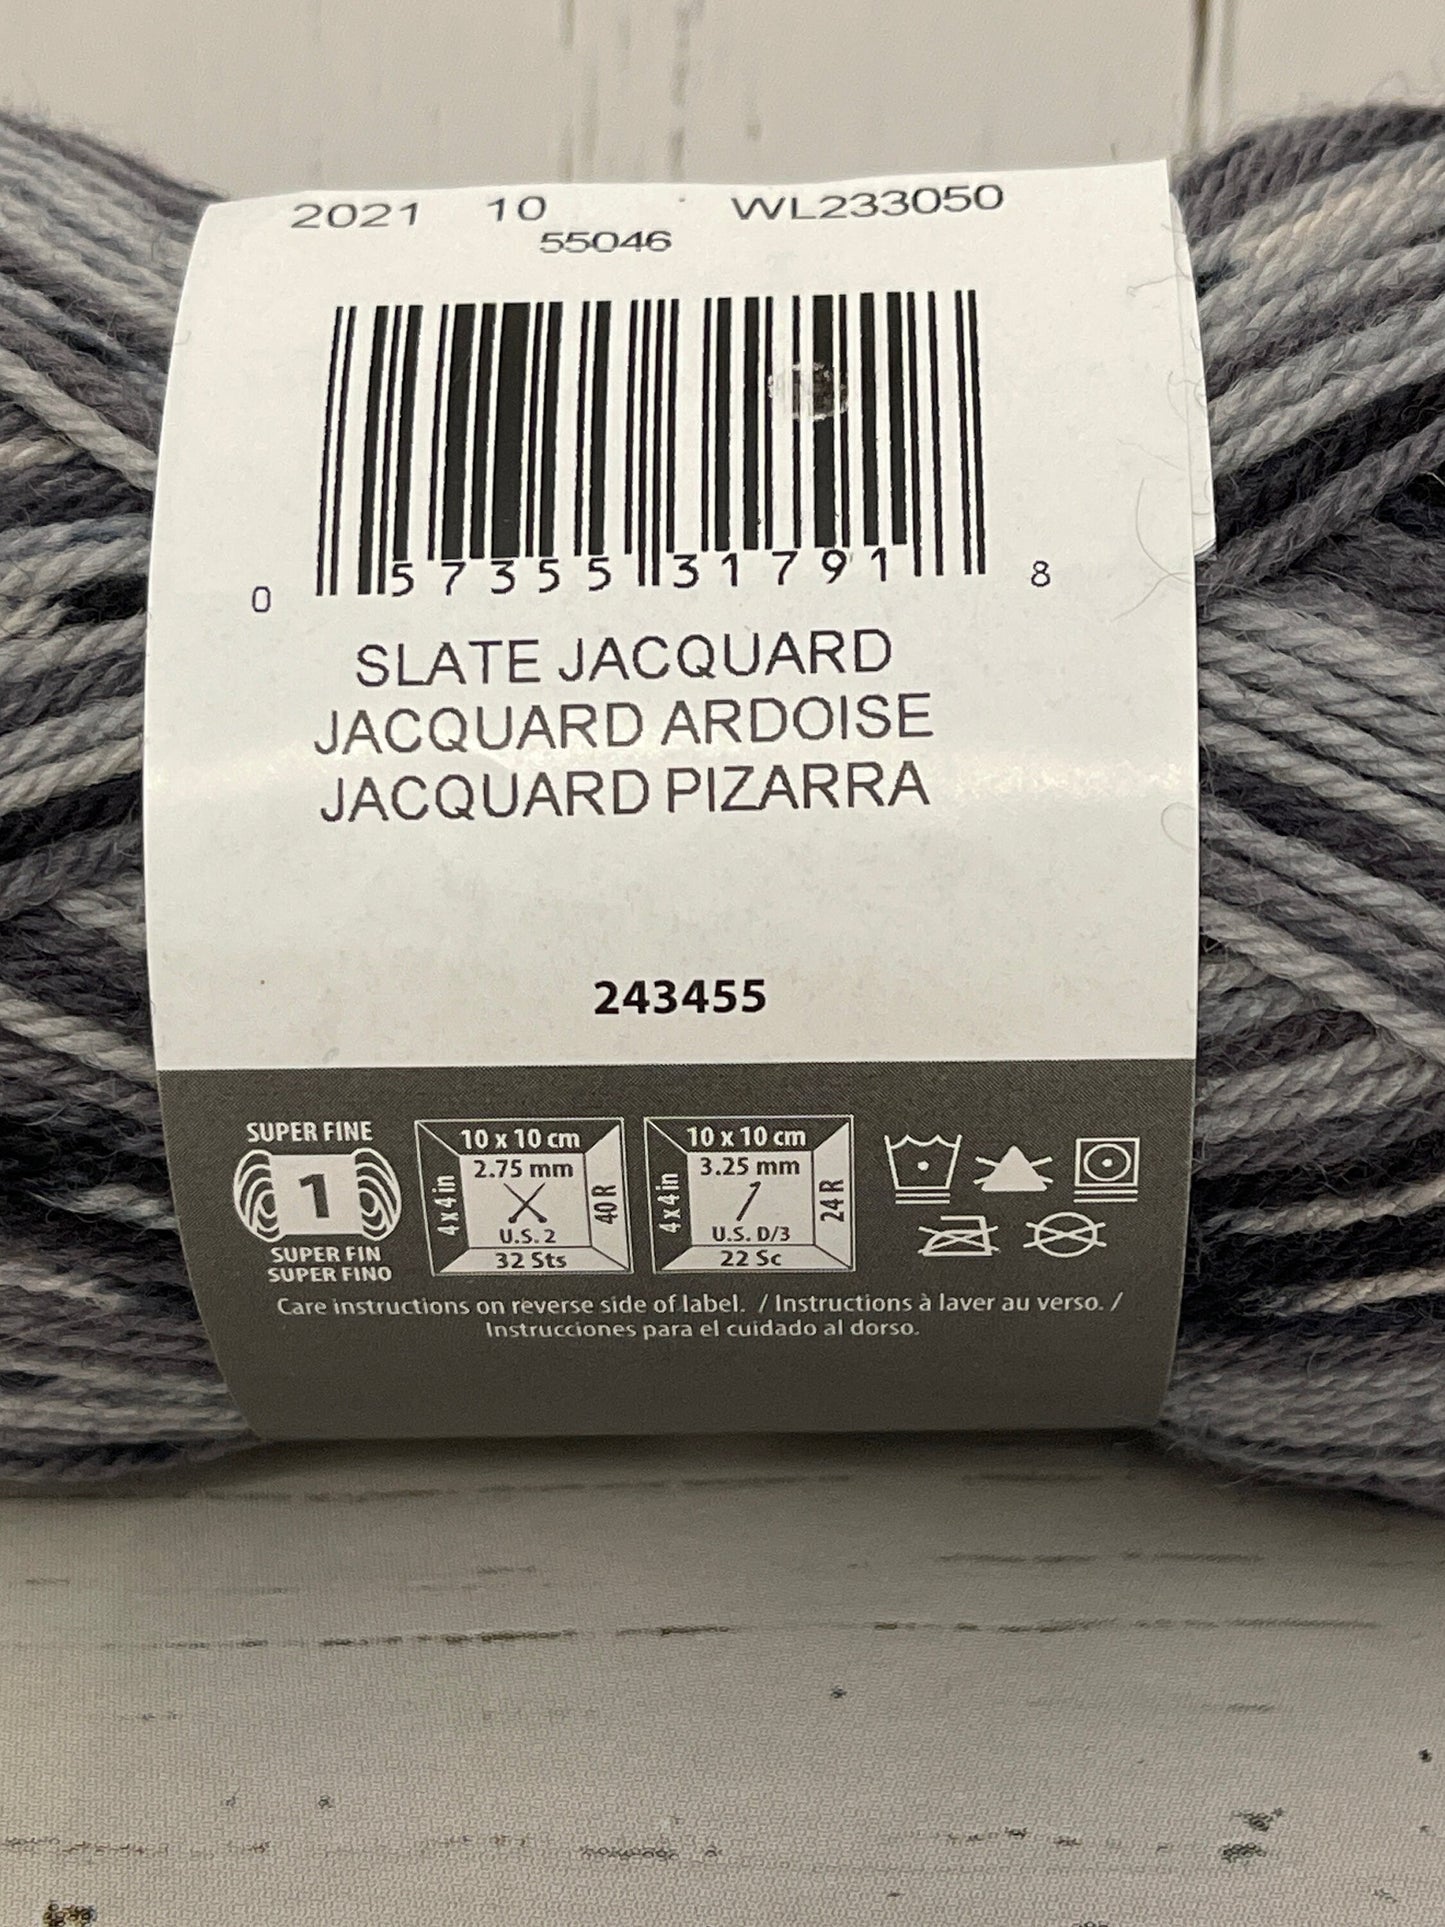 2021 10 WL233050
55046
0 57355 31791 8
SLATE JACQUARD
JACQUARD ARDOISE
JACQUARD PIZARRA
243455
SUPER FINE
1
SUPER FIN
SUPER FINO
10 x 10 cm
4 x 4 in
2.75 mm
40 R
U.S. 2
32 Sts
10 x 10 cm
4 x 4 in
3.25 mm
24 R
U.S. D/3
22 Sc
Care instructions on reverse side of label. / Instructions à laver au verso. /
Instrucciones para el cuidado al dorso.